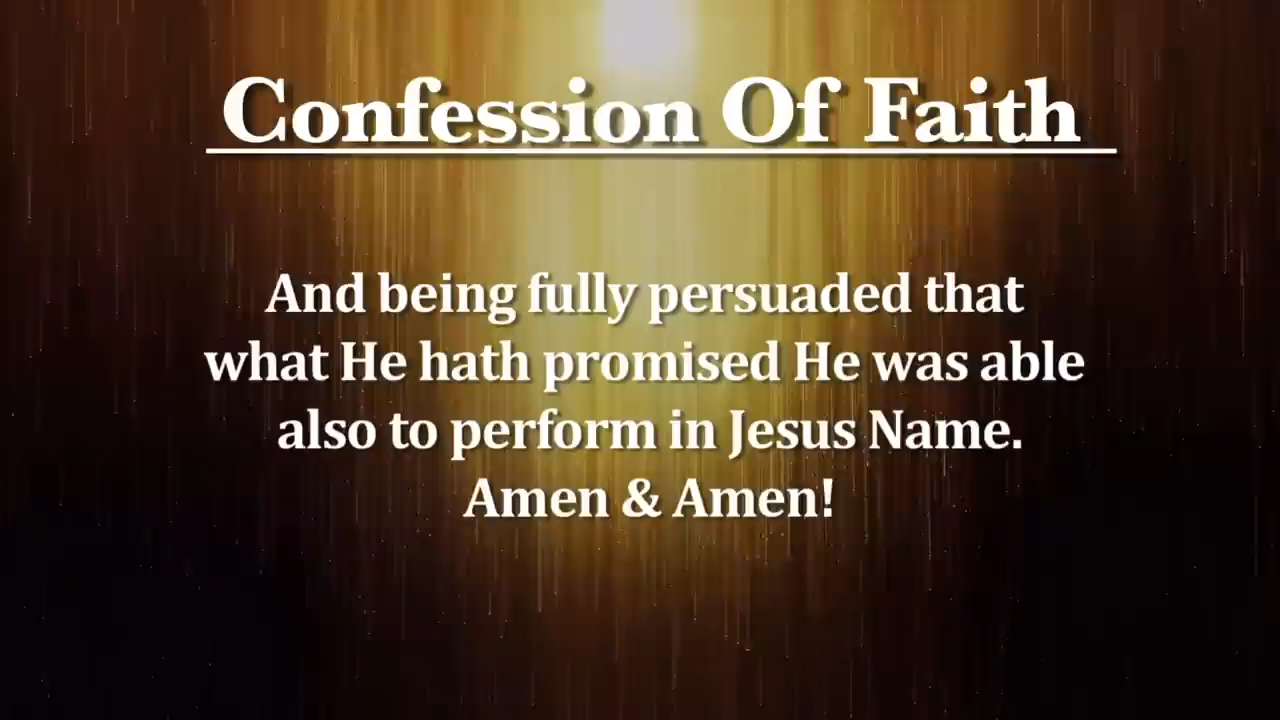 Confession Of Faith
And being fully persuaded that
what He hath promised He was able
also to perform in Jesus Name.
Amen & Amen!